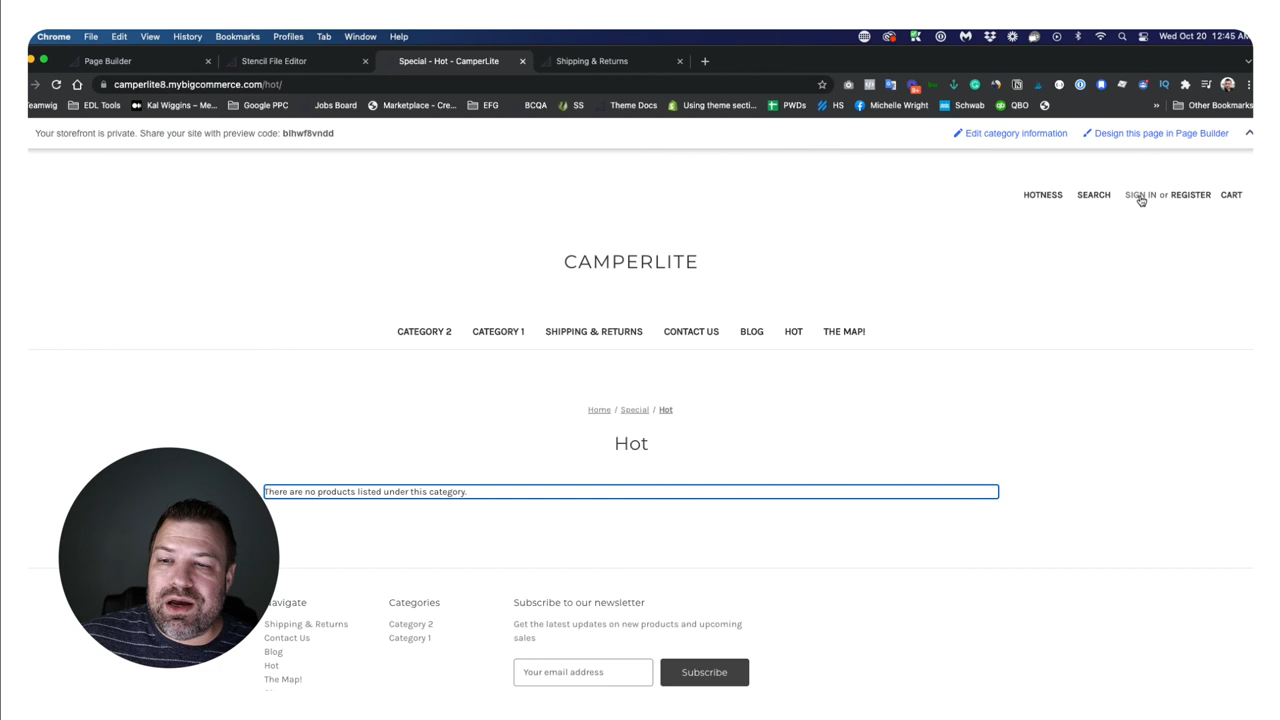 Chrome File Edit View History Bookmarks Profiles Tab Window Help Wed Oct 20 12:45
Page Builder Stencil File Editor Special - Hot - CamperLite Shipping & Returns
camperlite8.mybigcommerce.com/hot/
EDL Tools Kal Wiggins – Me... Google PPC Jobs Board Marketplace - Cre... EFG BCQA SS Theme Docs Using theme secti... PWDs HS Michelle Wright Schwab QBO » Other Bookmarks
Your storefront is private. Share your site with preview code: blhwf8vndd Edit category information Design this page in Page Builder
HOTNESS SEARCH SIGN IN or REGISTER CART
CAMPERLITE
CATEGORY 2 CATEGORY 1 SHIPPING & RETURNS CONTACT US BLOG HOT THE MAP!
Home / Special / Hot
Hot
There are no products listed under this category.
Navigate Categories Subscribe to our newsletter
Shipping & Returns Category 2 Get the latest updates on new products and upcoming
Contact Us Category 1 sales
Blog
Hot Your email address Subscribe
The Map!